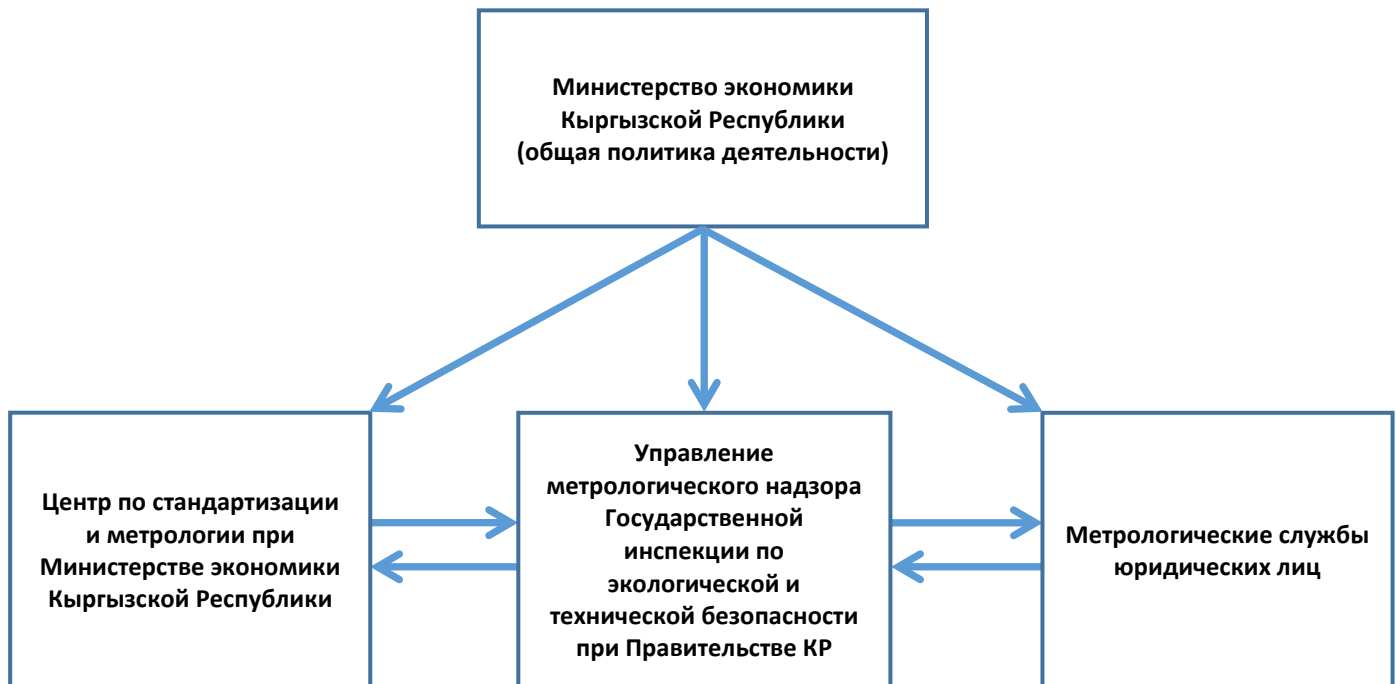 Министерство экономики
Кыргызской Республики
(общая политика деятельности)
Центр по стандартизации
и метрологии при
Министерстве экономики
Кыргызской Республики
Управление
метрологического надзора
Государственной
инспекции по
экологической и
технической безопасности
при Правительстве КР
Метрологические службы
юридических лиц